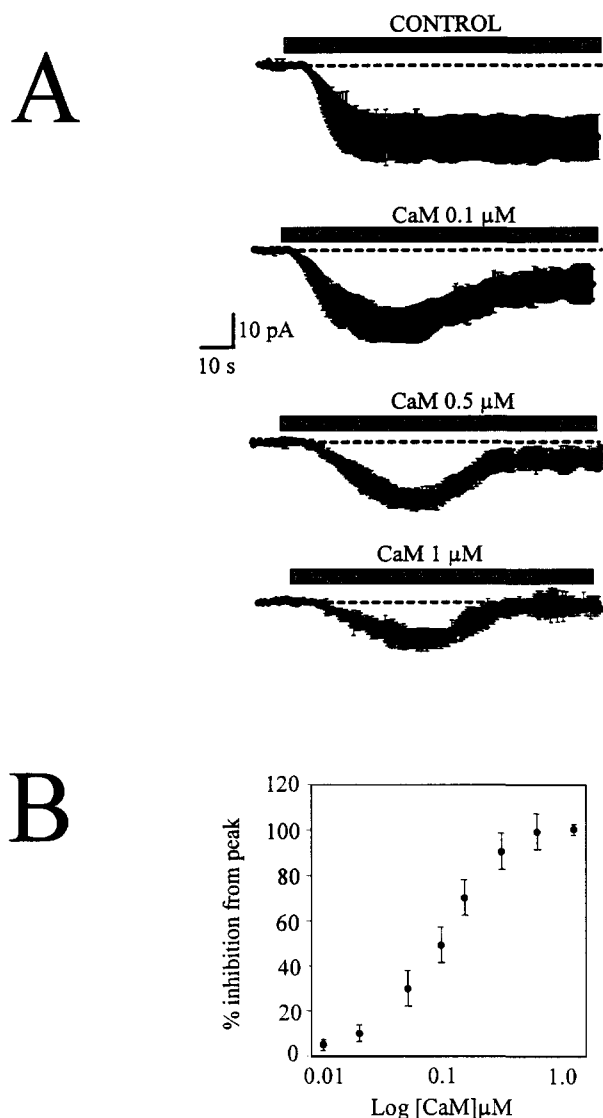 A
CONTROL
CaM 0.1 μM
10 pA
10 s
CaM 0.5 μM
CaM 1 μM
B
% inhibition from peak
120
100
80
60
40
20
0
0.01 0.1 1.0
Log [CaM]μM